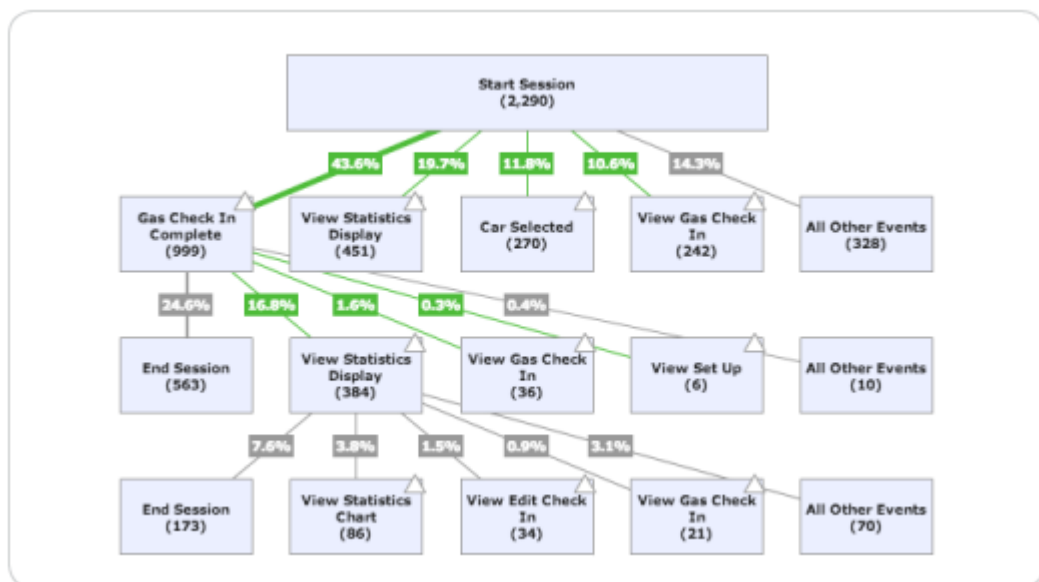 Start Session
(2,290)
43.6%
19.7%
11.8%
10.6%
14.3%
Gas Check In
Complete
(999)
View Statistics
Display
(451)
Car Selected
(270)
View Gas Check
In
(242)
All Other Events
(328)
24.6%
16.8%
1.6%
0.3%
0.4%
End Session
(563)
View Statistics
Display
(384)
View Gas Check
In
(36)
View Set Up
(6)
All Other Events
(10)
7.6%
3.8%
1.5%
0.9%
3.1%
End Session
(173)
View Statistics
Chart
(86)
View Edit Check
In
(34)
View Gas Check
In
(21)
All Other Events
(70)